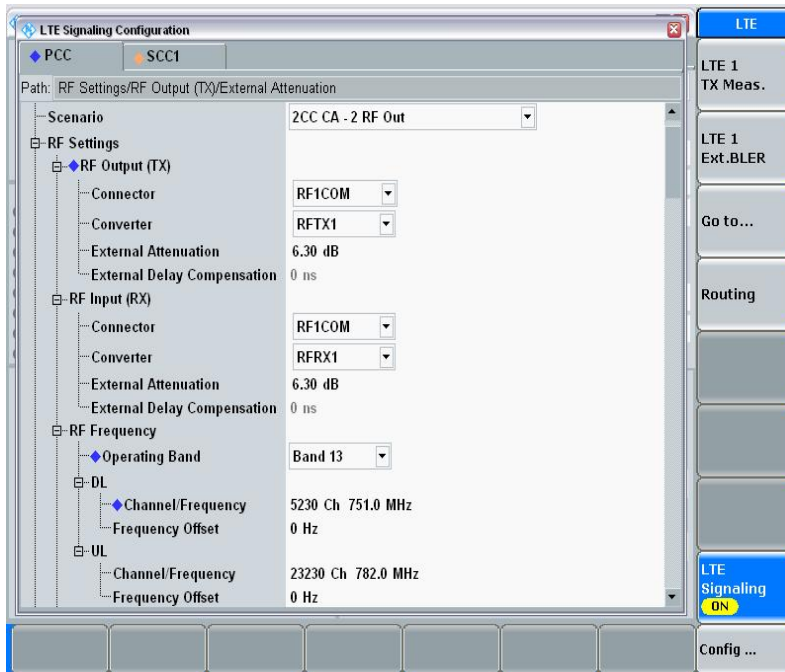 LTE Signaling Configuration
PCC
SCC1
Path: RF Settings/RF Output (TX)/External Attenuation
Scenario 2CC CA - 2 RF Out
RF Settings
RF Output (TX)
Connector RF1COM
Converter RFTX1
External Attenuation 6.30 dB
External Delay Compensation 0 ns
RF Input (RX)
Connector RF1COM
Converter RFRX1
External Attenuation 6.30 dB
External Delay Compensation 0 ns
RF Frequency
Operating Band Band 13
DL
Channel/Frequency 5230 Ch 751.0 MHz
Frequency Offset 0 Hz
UL
Channel/Frequency 23230 Ch 782.0 MHz
Frequency Offset 0 Hz
LTE
LTE 1
TX Meas.
LTE 1
Ext.BLER
Go to...
Routing
LTE
Signaling
ON
Config ...